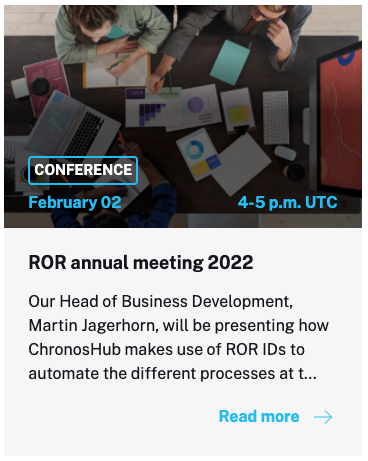 CONFERENCE
February 02 4-5 p.m. UTC
ROR annual meeting 2022
Our Head of Business Development,
Martin Jagerhorn, will be presenting how
ChronosHub makes use of ROR IDs to
automate the different processes at t...
Read more